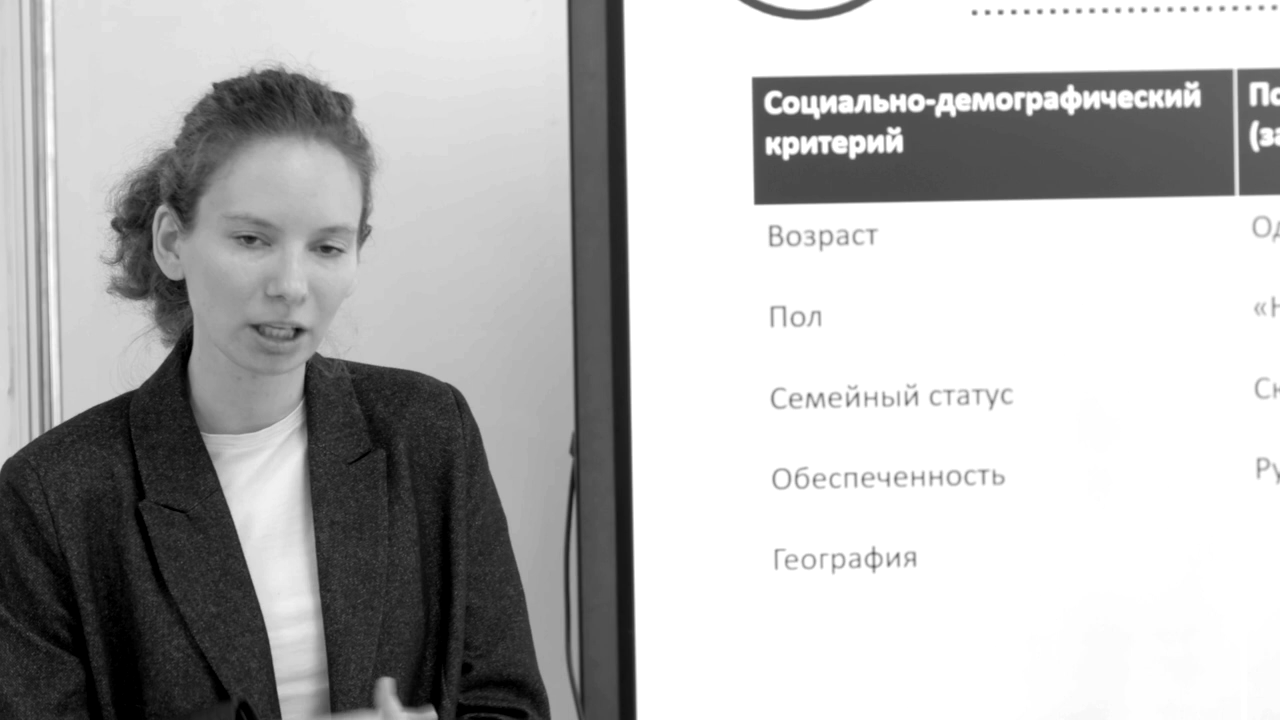 Социально-демографический
критерий
Возраст
Пол
Семейный статус
Обеспеченность
География